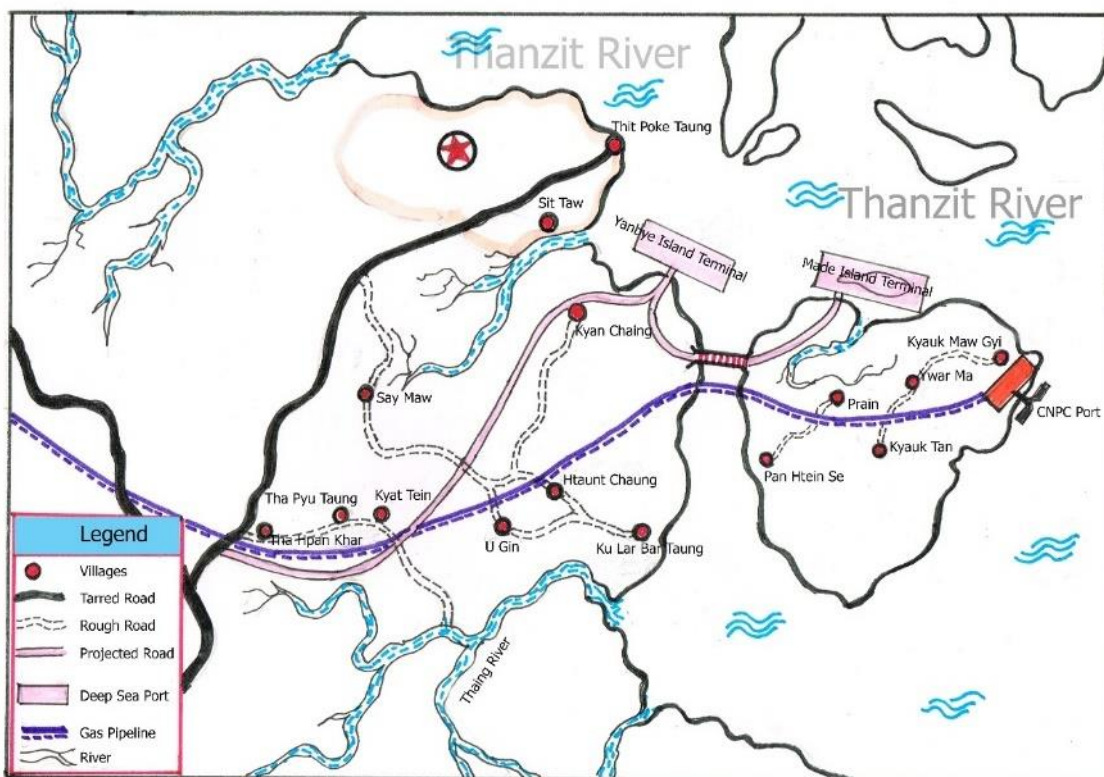 Thanzit River
Thit Poke Taung
Sit Taw
Thanzit River
Yanbye Island Terminal
Made Island Terminal
Kyan Chaing
Kyauk Maw Gyi
Ywar Ma
Say Maw
Prain
CNPC Port
Kyauk Tan
Pan Htein Se
Htaunt Chaung
Tha Pyu Taung
Kyat Tein
Tha Hpan Khar
U Gin
Ku Lar Bar Taung
Thaing River
Legend
Villages
Tarred Road
Rough Road
Projected Road
Deep Sea Port
Gas Pipeline
River